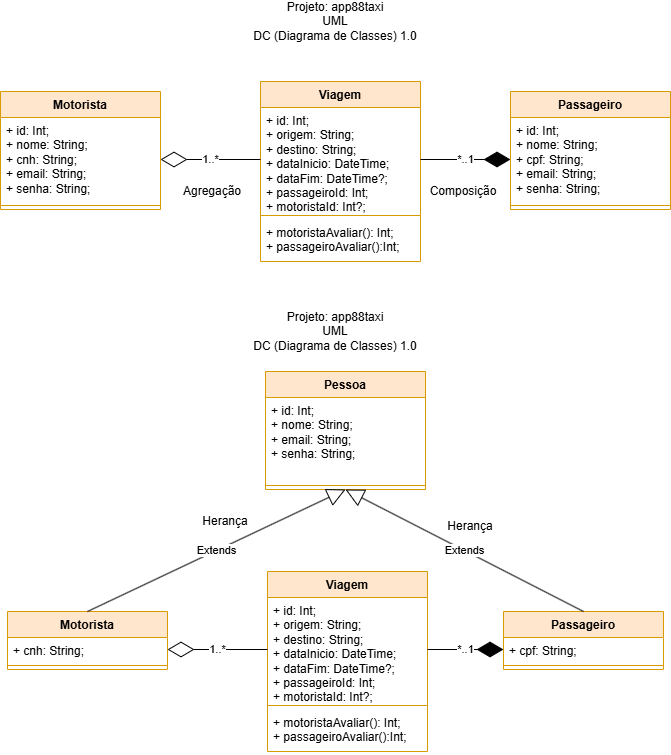 Projeto: app88taxi
UML
DC (Diagrama de Classes) 1.0
Motorista
+ id: Int;
+ nome: String;
+ cnh: String;
+ email: String;
+ senha: String;
1..*
Agregação
Viagem
+ id: Int;
+ origem: String;
+ destino: String;
+ dataInicio: DateTime;
+ dataFim: DateTime?;
+ passageiroId: Int;
+ motoristaId: Int?;
+ motoristaAvaliar(): Int;
+ passageiroAvaliar():Int;
*..1
Composição
Passageiro
+ id: Int;
+ nome: String;
+ cpf: String;
+ email: String;
+ senha: String;
Projeto: app88taxi
UML
DC (Diagrama de Classes) 1.0
Pessoa
+ id: Int;
+ nome: String;
+ email: String;
+ senha: String;
Herança
Extends
Herança
Extends
Motorista
+ cnh: String;
1..*
Viagem
+ id: Int;
+ origem: String;
+ destino: String;
+ dataInicio: DateTime;
+ dataFim: DateTime?;
+ passageiroId: Int;
+ motoristaId: Int?;
+ motoristaAvaliar(): Int;
+ passageiroAvaliar():Int;
*..1
Passageiro
+ cpf: String;